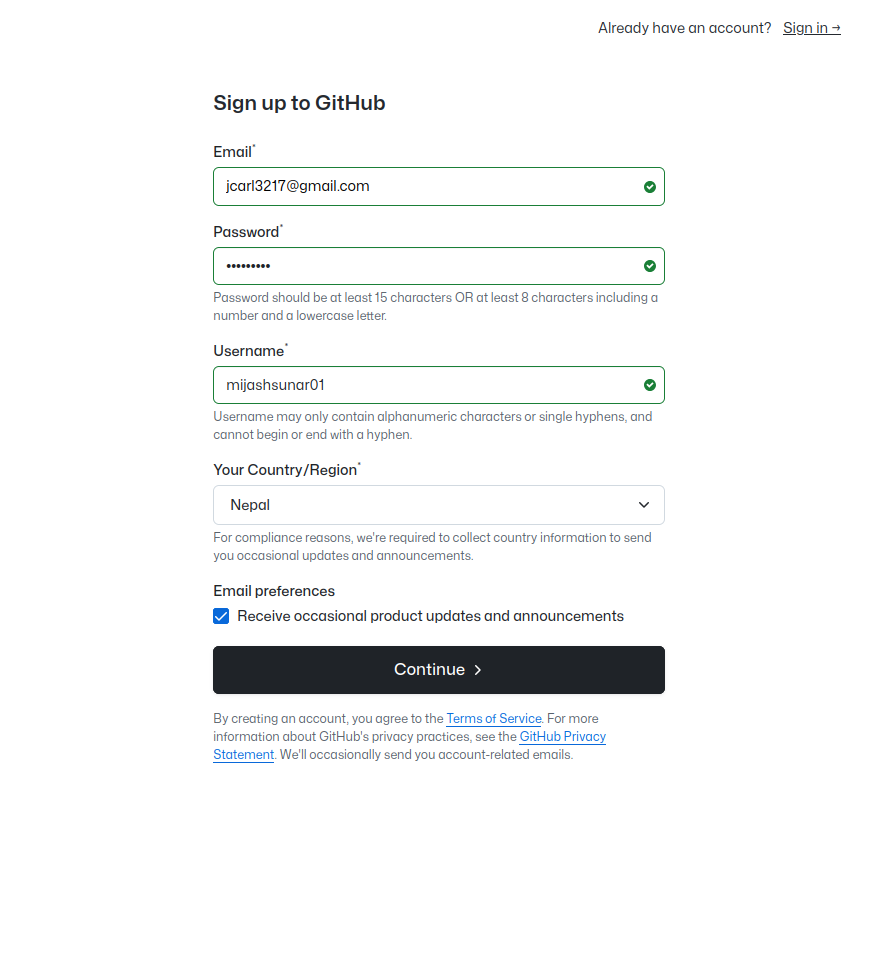 Already have an account? Sign in →
Sign up to GitHub
Email*
jcarl3217@gmail.com
Password*
•••••••••
Password should be at least 15 characters OR at least 8 characters including a
number and a lowercase letter.
Username*
mijashsunar01
Username may only contain alphanumeric characters or single hyphens, and
cannot begin or end with a hyphen.
Your Country/Region*
Nepal
For compliance reasons, we're required to collect country information to send
you occasional updates and announcements.
Email preferences
Receive occasional product updates and announcements
Continue >
By creating an account, you agree to the Terms of Service. For more
information about GitHub's privacy practices, see the GitHub Privacy
Statement. We'll occasionally send you account-related emails.